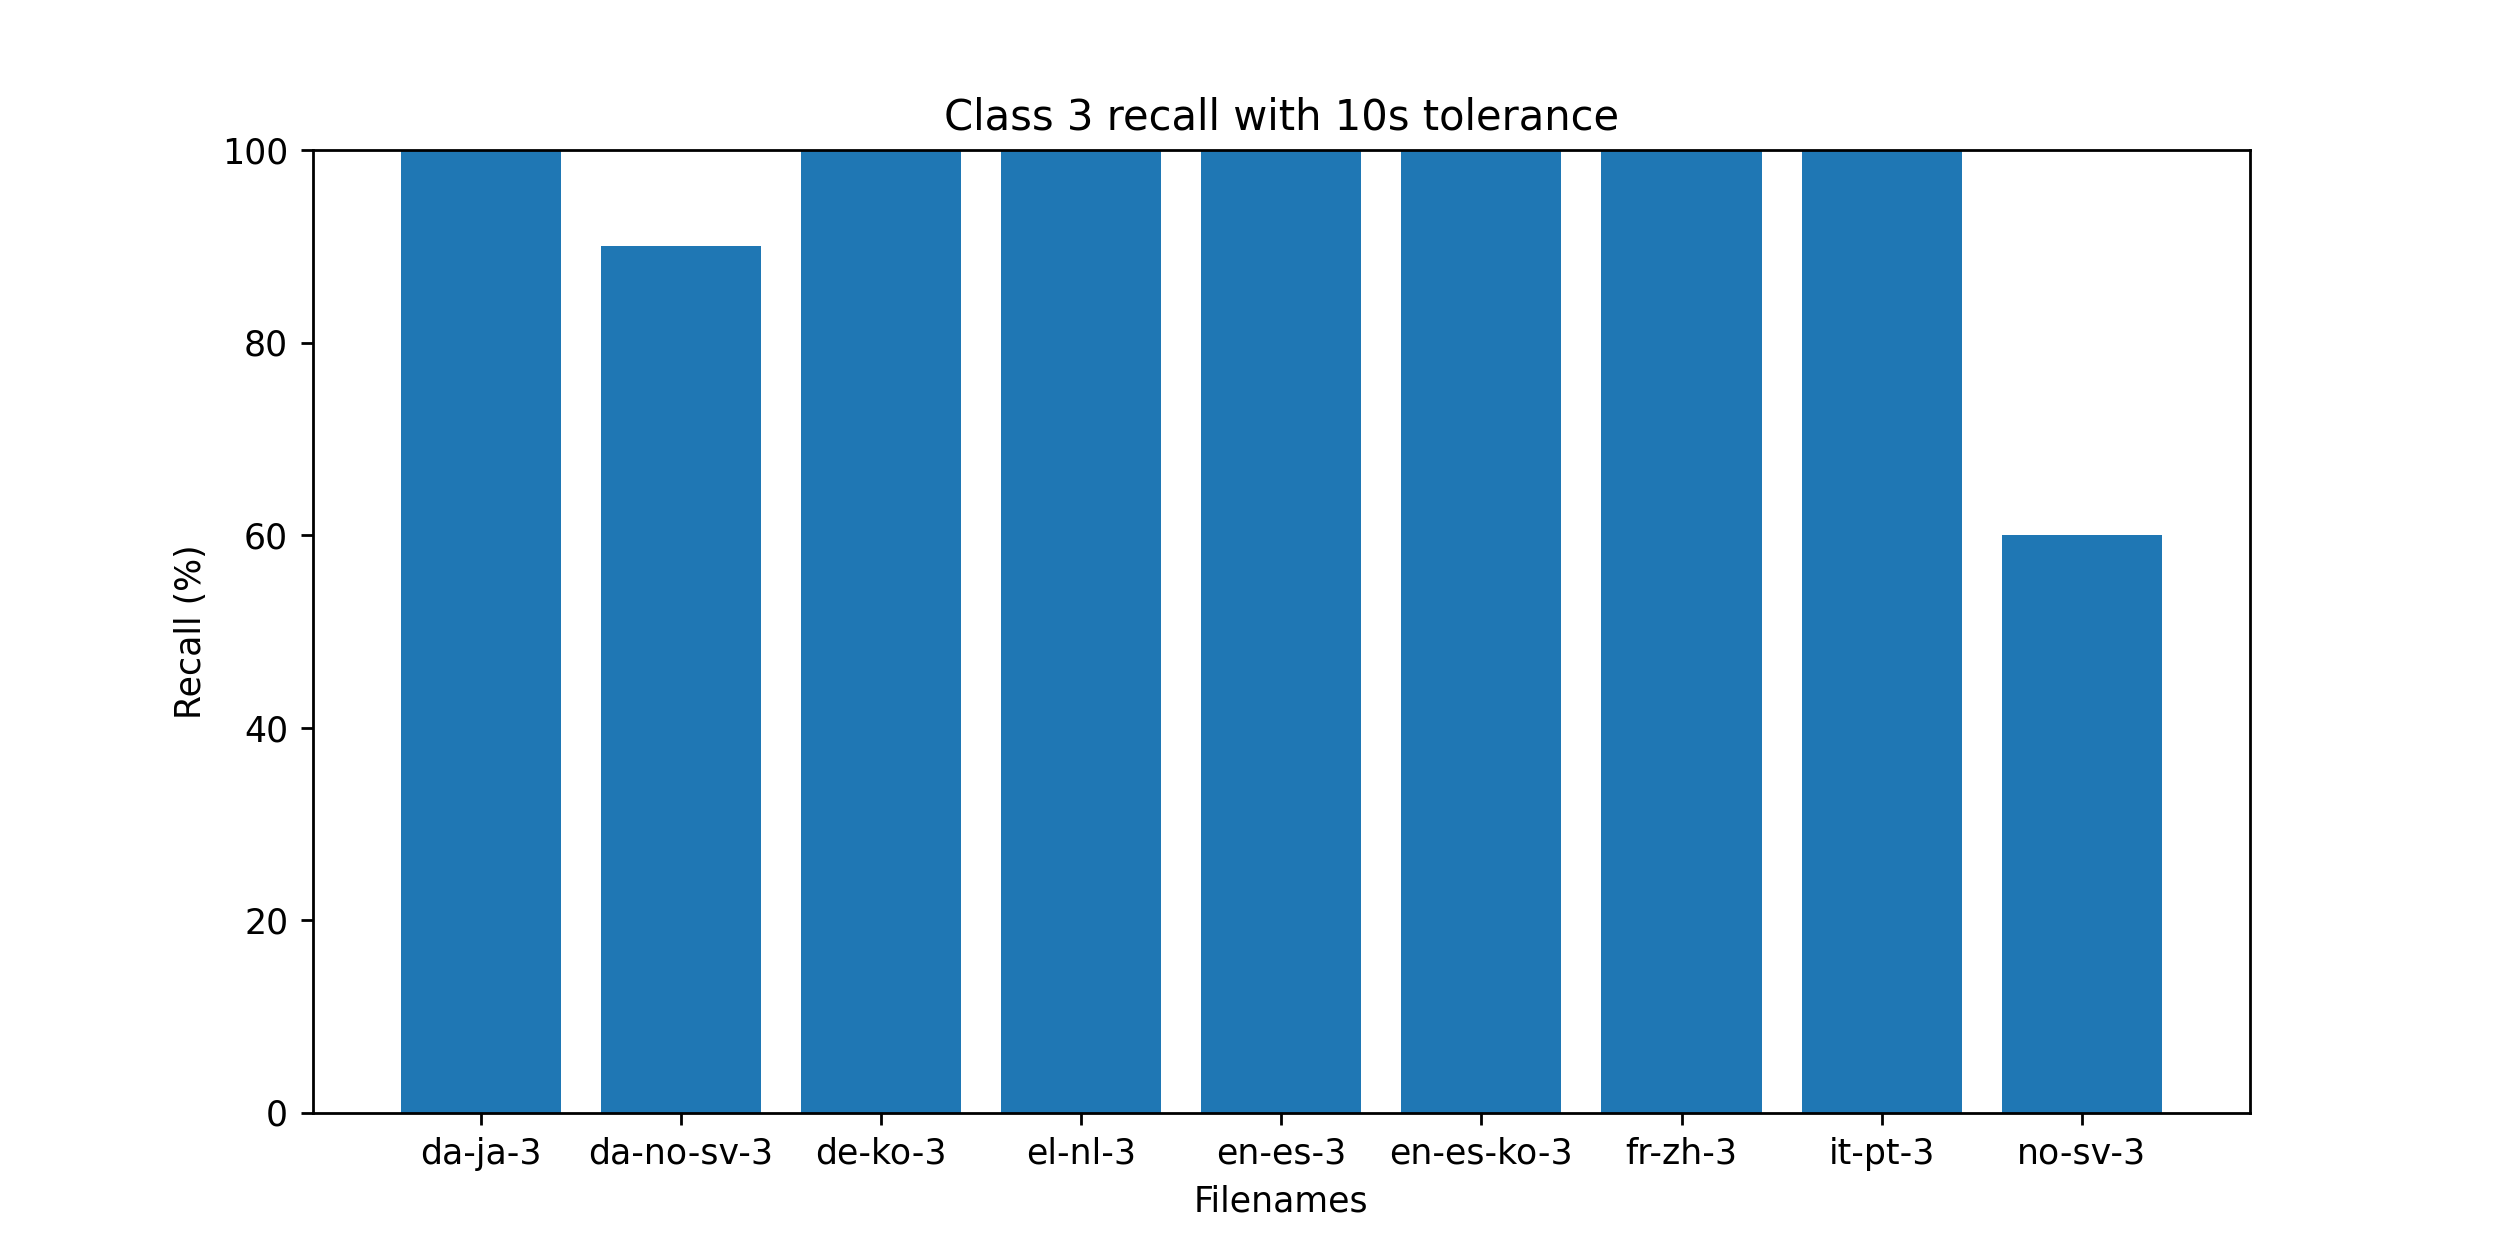 Class 3 recall with 10s tolerance
100
80
60
40
20
0
Recall (%)
da-ja-3 da-no-sv-3 de-ko-3 el-nl-3 en-es-3 en-es-ko-3 fr-zh-3 it-pt-3 no-sv-3
Filenames